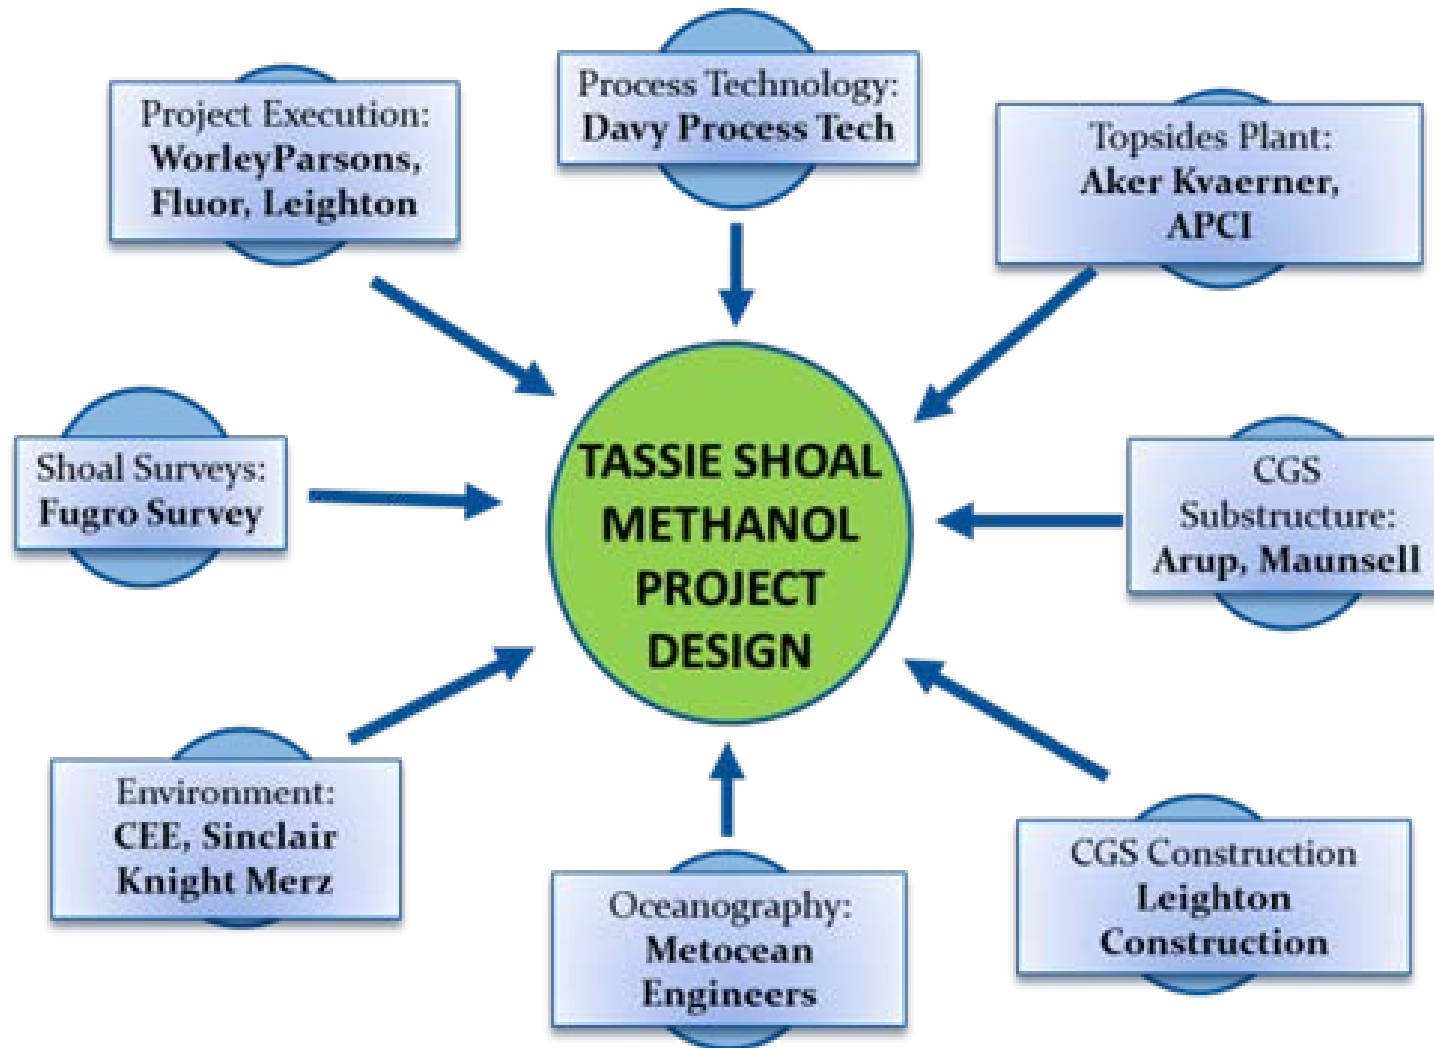 Project Execution:
WorleyParsons,
Fluor, Leighton
Process Technology:
Davy Process Tech
Topsides Plant:
Aker Kvaerner,
APCI
Shoal Surveys:
Fugro Survey
TASSIE SHOAL
METHANOL
PROJECT
DESIGN
CGS
Substructure:
Arup, Maunsell
Environment:
CEE, Sinclair
Knight Merz
Oceanography:
Metocean
Engineers
CGS Construction
Leighton
Construction